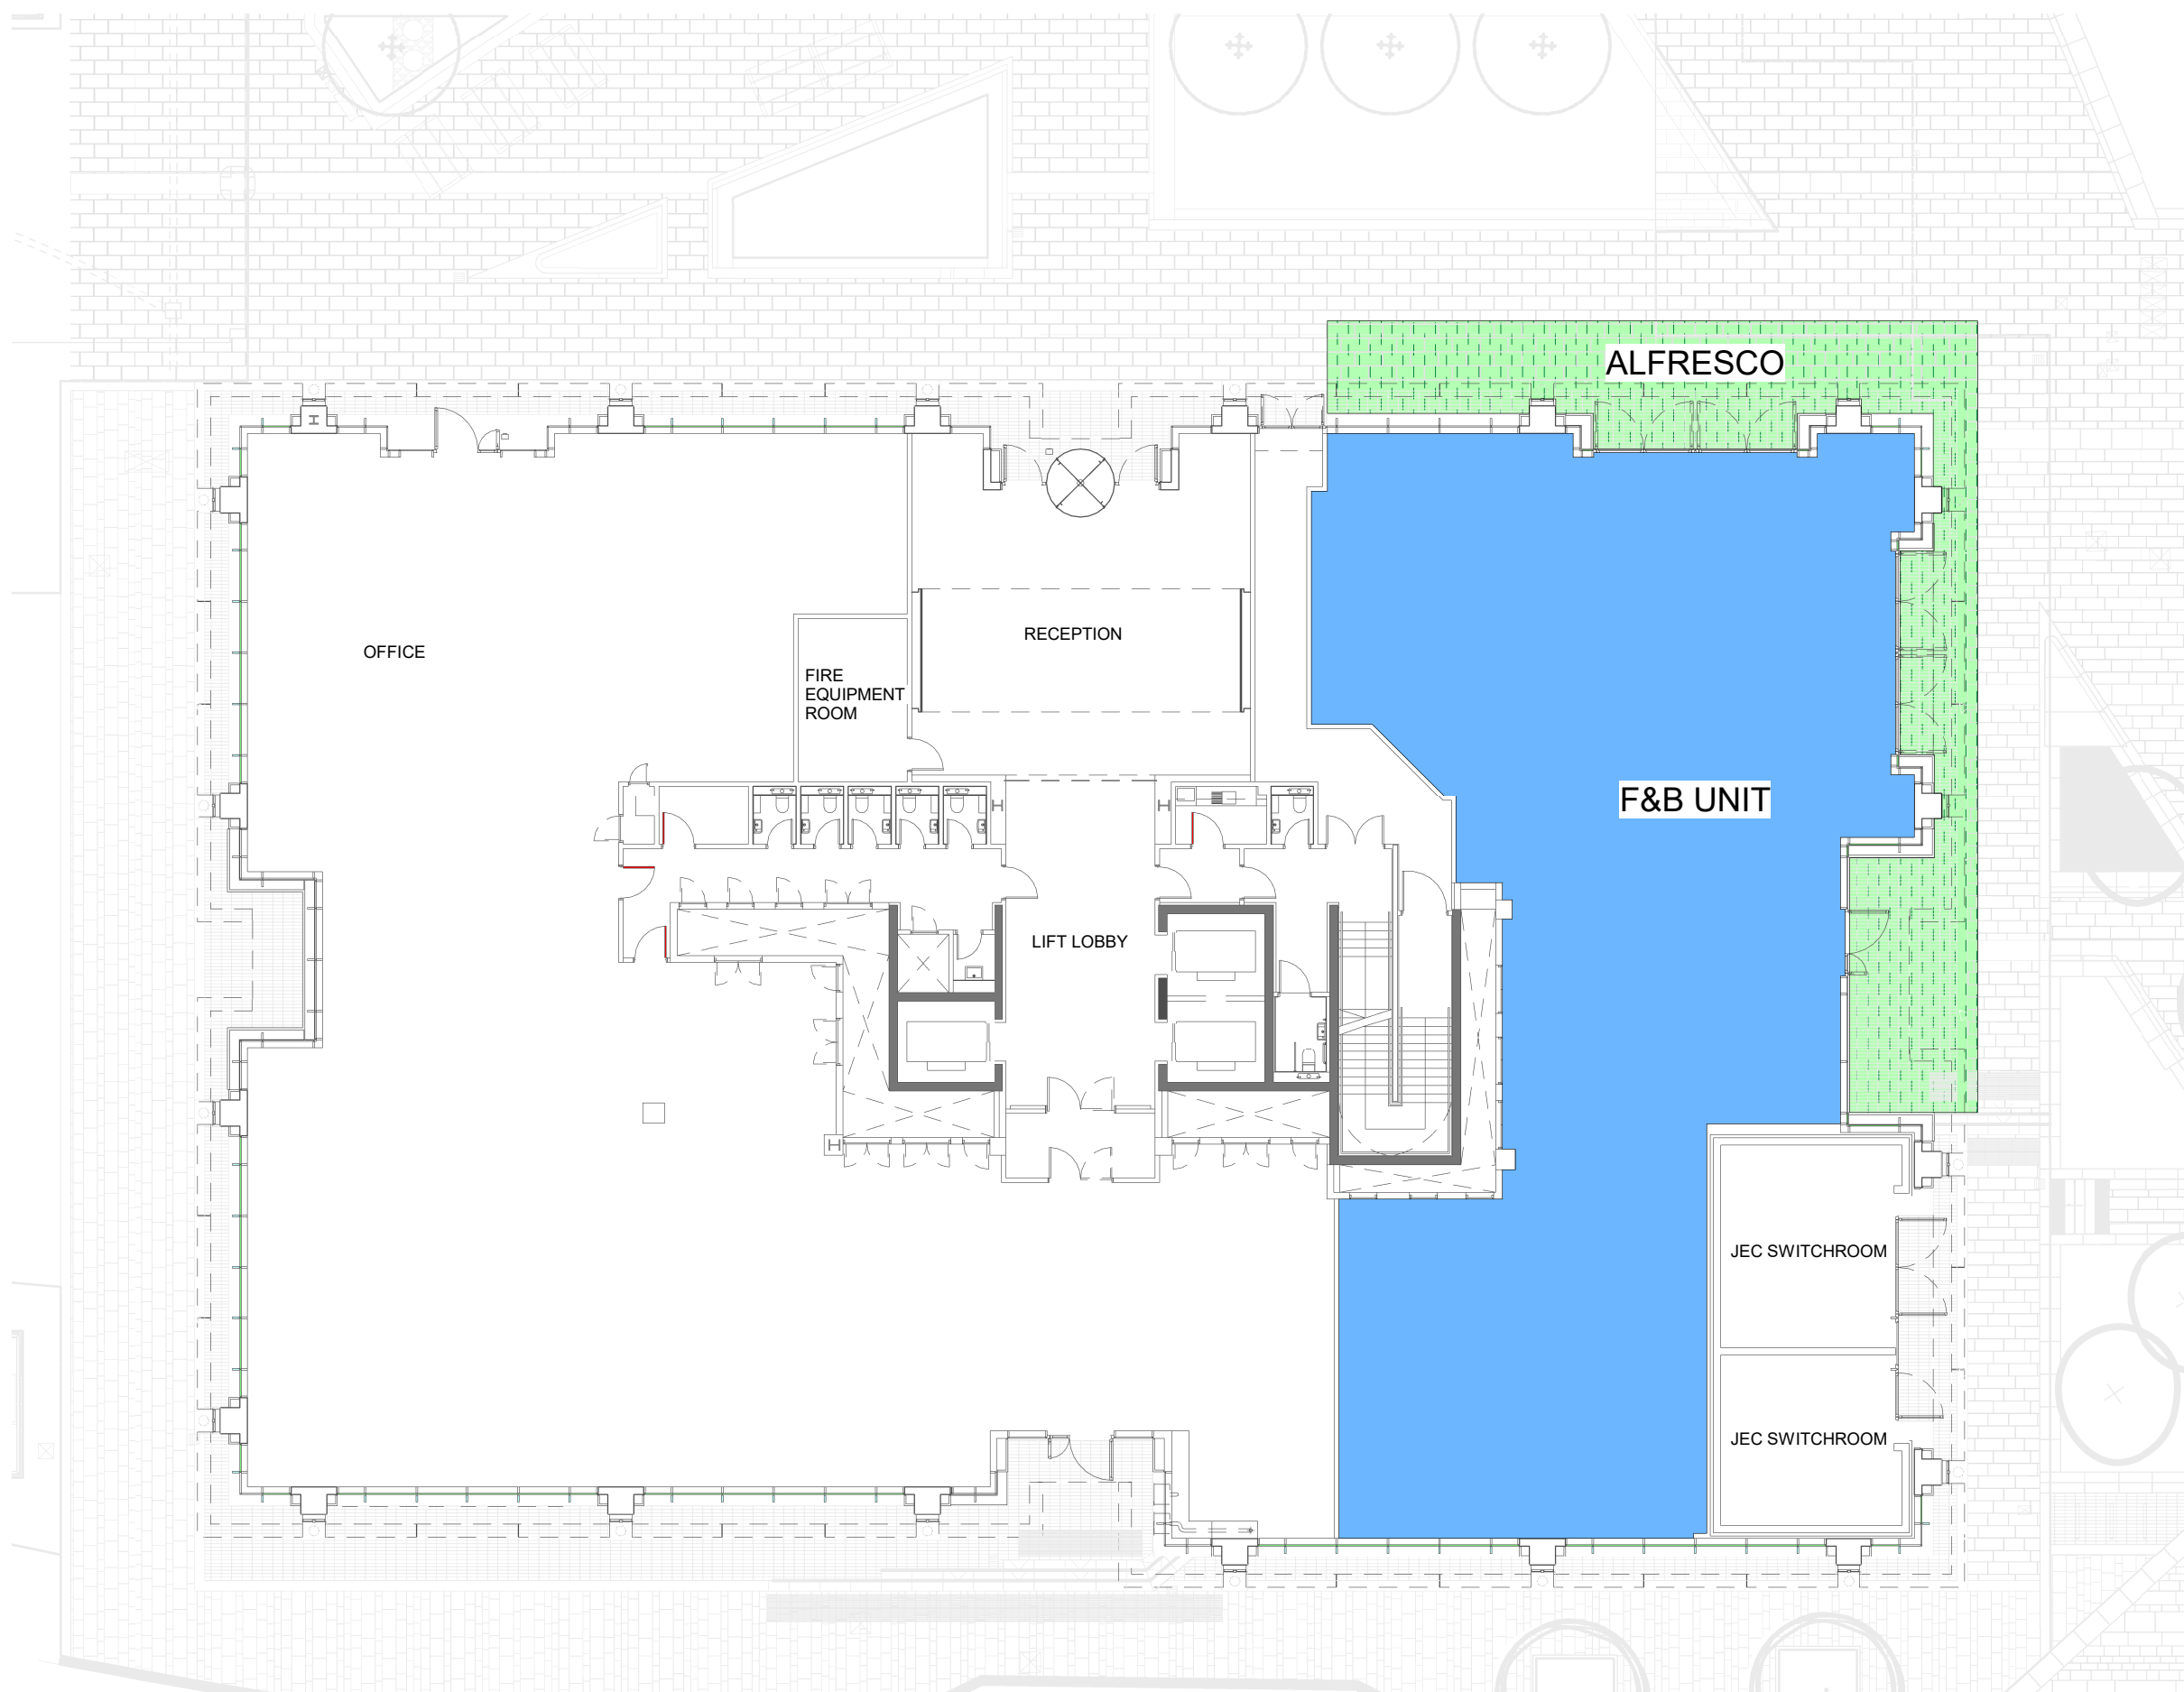 ALFRESCO
RECEPTION
OFFICE
FIRE
EQUIPMENT
ROOM
F&B UNIT
LIFT LOBBY
JEC SWITCHROOM
JEC SWITCHROOM